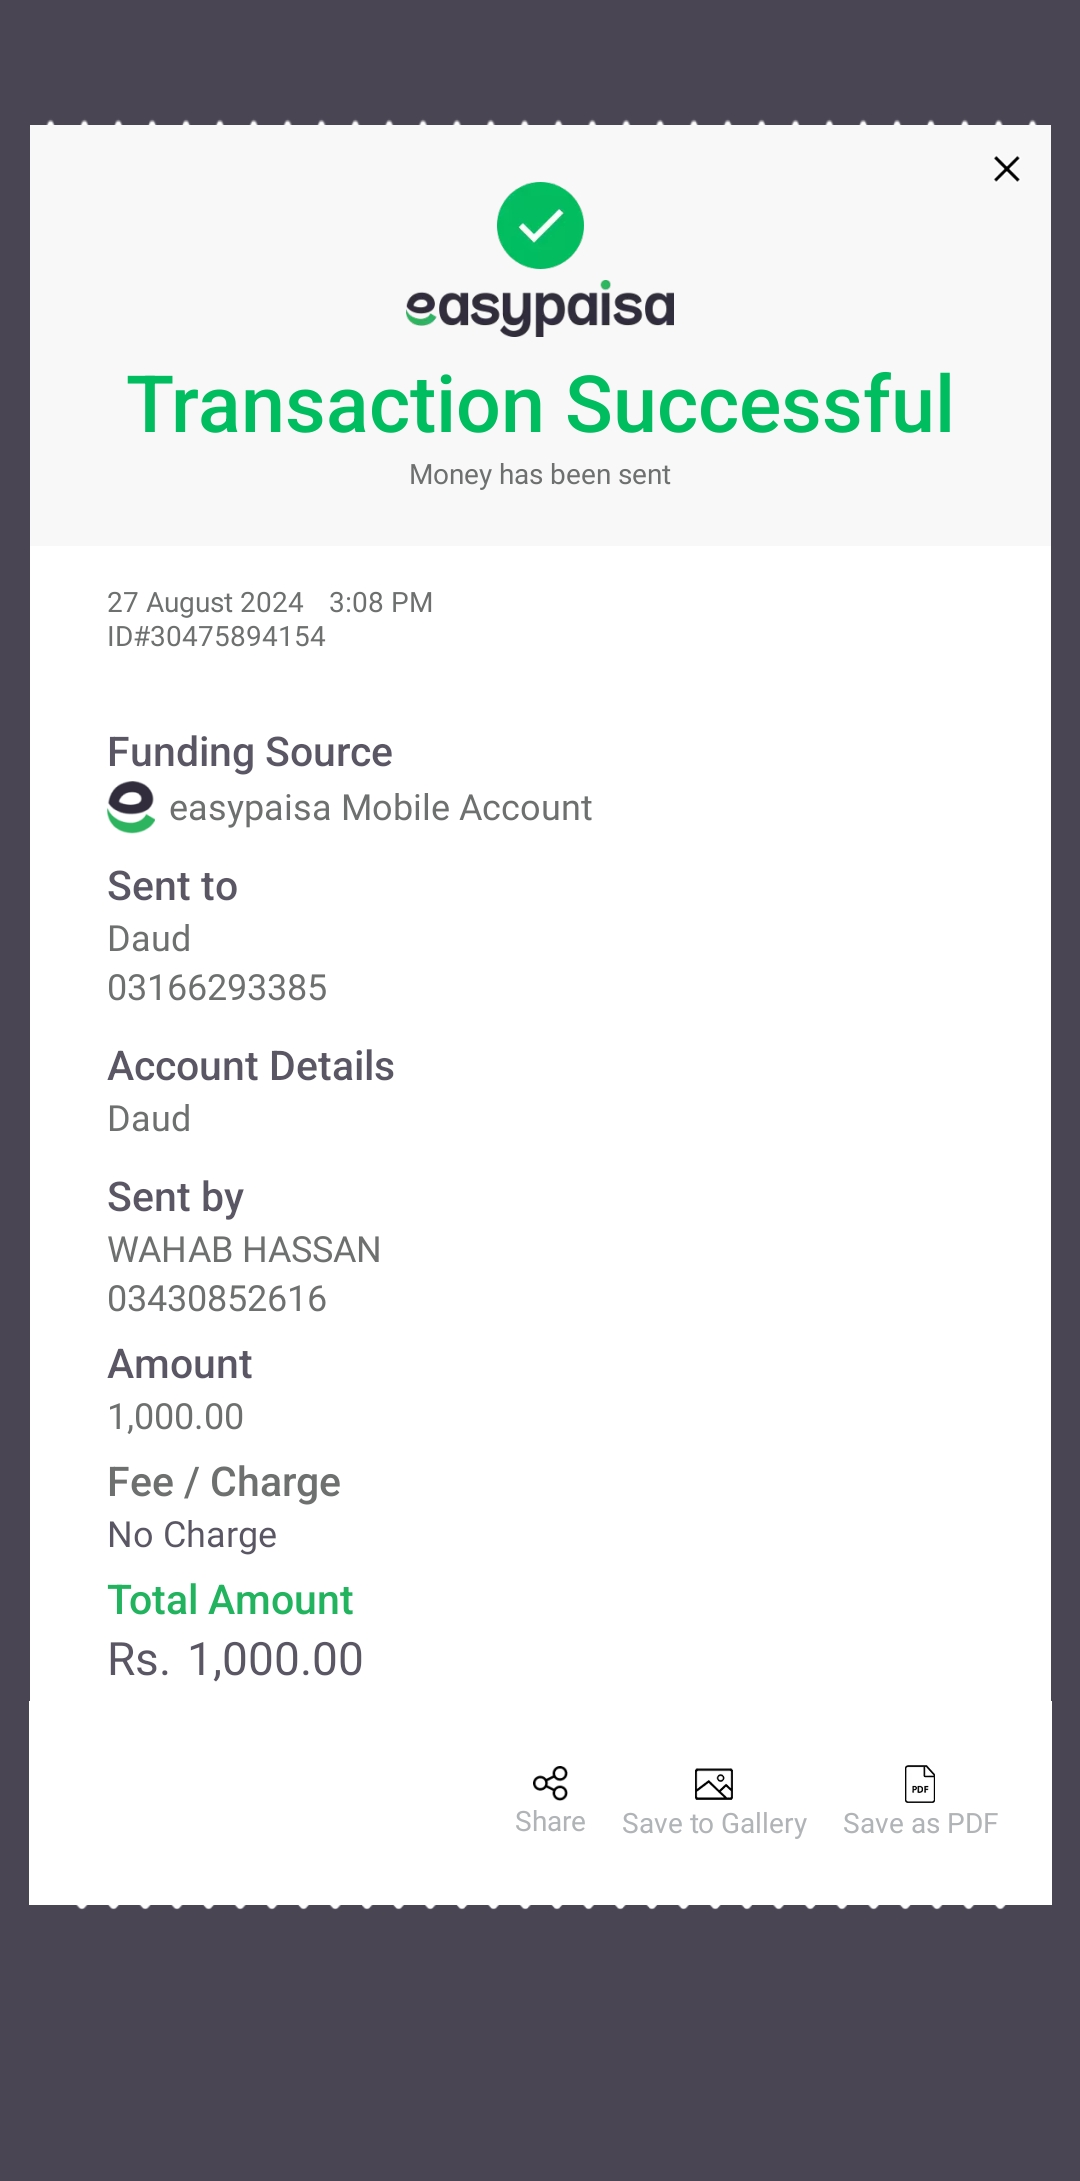 easypaisa
Transaction Successful
Money has been sent
27 August 2024 3:08 PM
ID#30475894154
Funding Source
easypaisa Mobile Account
Sent to
Daud
03166293385
Account Details
Daud
Sent by
WAHAB HASSAN
03430852616
Amount
1,000.00
Fee / Charge
No Charge
Total Amount
Rs. 1,000.00
PDF
Share Save to Gallery Save as PDF